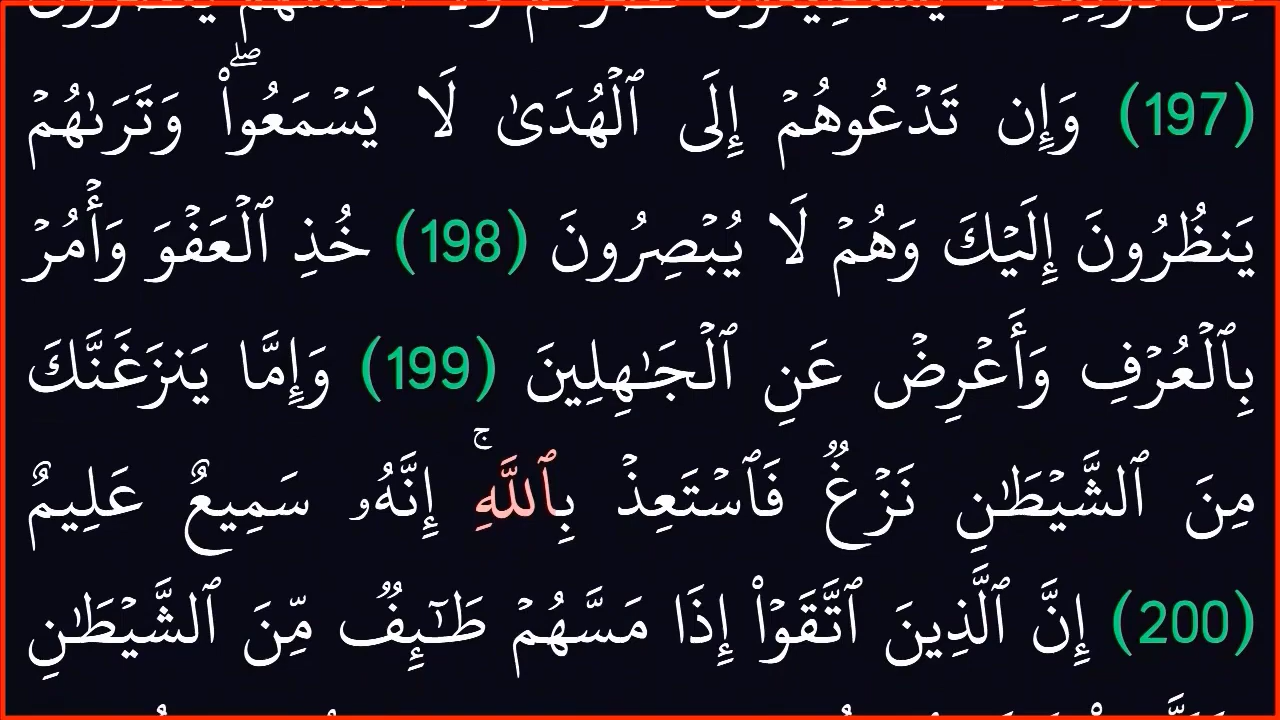 (197) وَإِن تَدْعُوهُمْ إِلَى ٱلْهُدَىٰ لَا يَسْمَعُوا۟ ۖ وَتَرَىٰهُمْ
يَنظُرُونَ إِلَيْكَ وَهُمْ لَا يُبْصِرُونَ (198) خُذِ ٱلْعَفْوَ وَأْمُرْ
بِٱلْعُرْفِ وَأَعْرِضْ عَنِ ٱلْجَـٰهِلِينَ (199) وَإِمَّا يَنزَغَنَّكَ
مِنَ ٱلشَّيْطَـٰنِ نَزْغٌ فَٱسْتَعِذْ بِٱللَّهِ ۚ إِنَّهُۥ سَمِيعٌ عَلِيمٌ
(200) إِنَّ ٱلَّذِينَ ٱتَّقَوْا۟ إِذَا مَسَّهُمْ طَـٰٓئِفٌ مِّنَ ٱلشَّيْطَـٰنِ